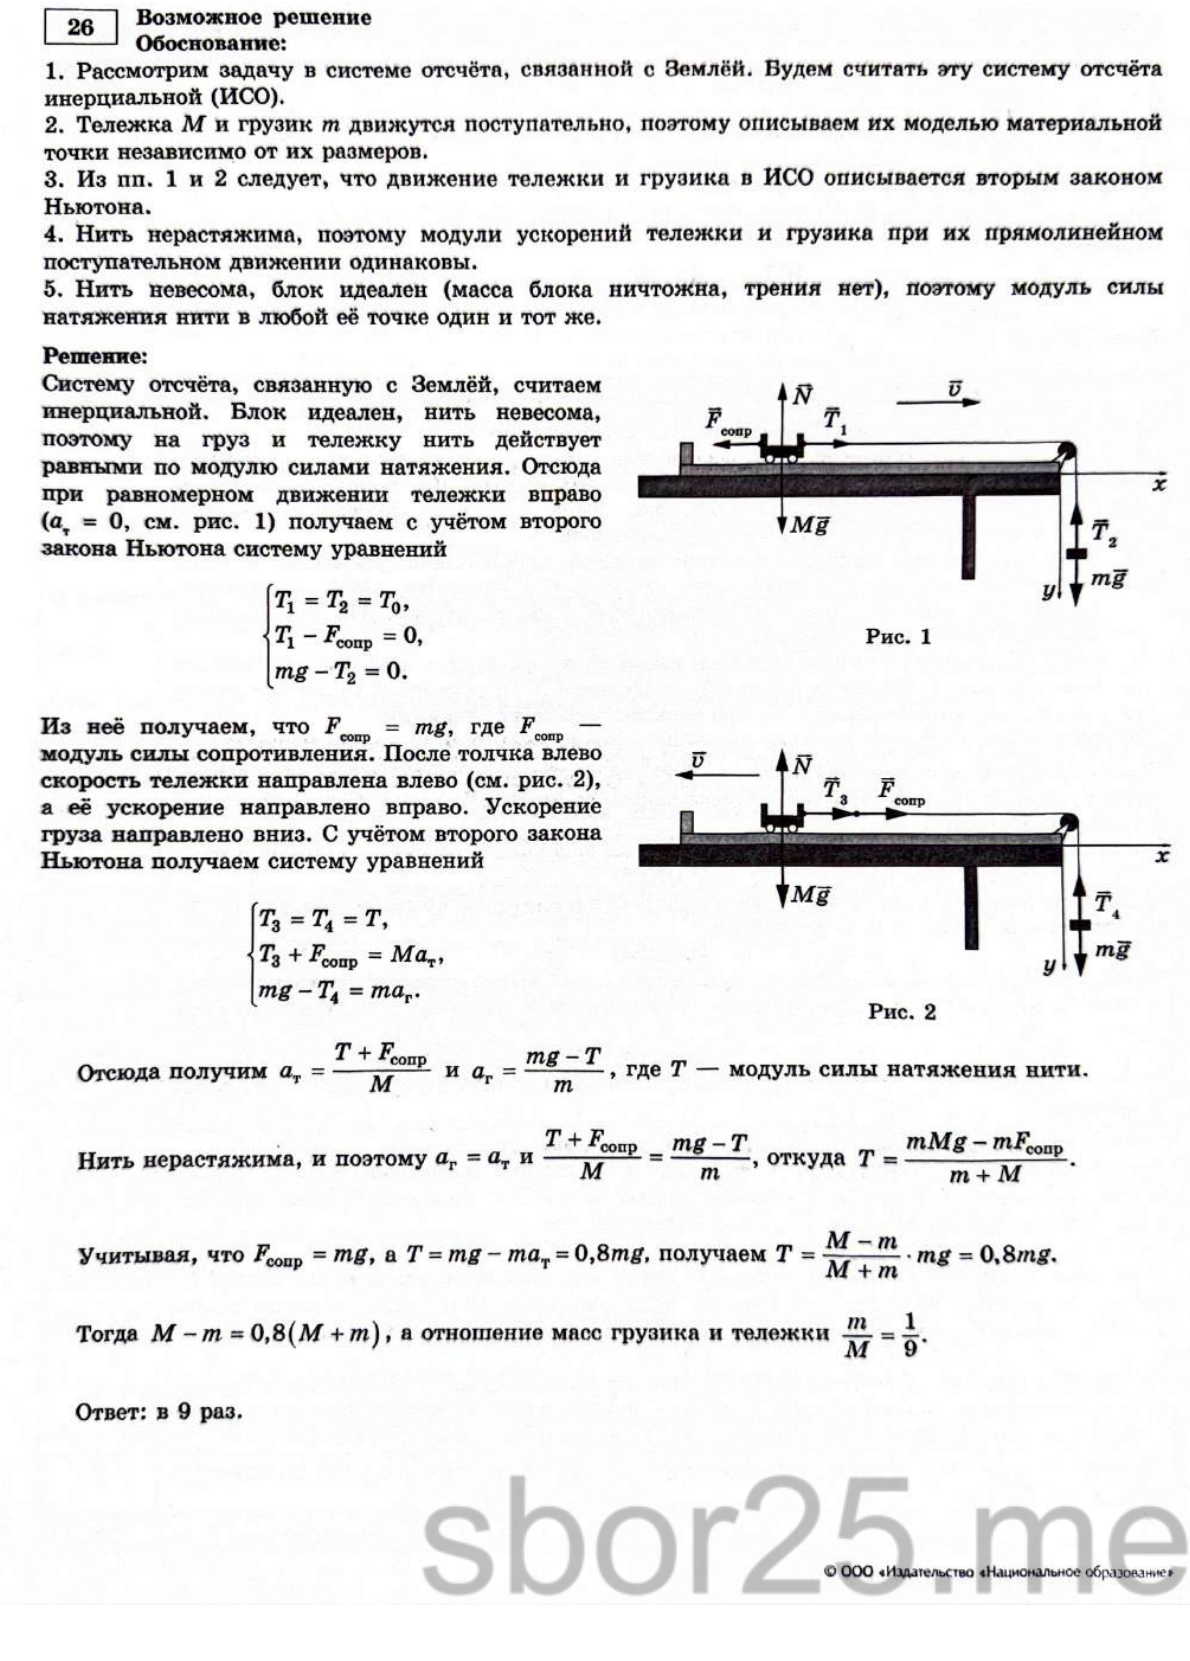 26
Возможное решение
Обоснование:
1. Рассмотрим задачу в системе отсчёта, связанной с Землёй. Будем считать эту систему отсчёта
инерциальной (ИСО).
2. Тележка M и грузик m движутся поступательно, поэтому описываем их моделью материальной
точки независимо от их размеров.
3. Из пп. 1 и 2 следует, что движение тележки и грузика в ИСО описывается вторым законом
Ньютона.
4. Нить нерастяжима, поэтому модули ускорений тележки и грузика при их прямолинейном
поступательном движении одинаковы.
5. Нить невесома, блок идеален (масса блока ничтожна, трения нет), поэтому модуль силы
натяжения нити в любой её точке один и тот же.
Решение:
Систему отсчёта, связанную с Землёй, считаем
инерциальной. Блок идеален, нить невесома,
поэтому на груз и тележку нить действует
равными по модулю силами натяжения. Отсюда
при равномерном движении тележки вправо
(aт = 0, см. рис. 1) получаем с учётом второго
закона Ньютона систему уравнений
T₁ = T₂ = T₀,
T₁ − Fсопр = 0,
mg − T₂ = 0.
N⃗
v⃗
F⃗сопр
T⃗₁
x
Mg⃗
T⃗₂
y
mg⃗
Рис. 1
Из неё получаем, что Fсопр = mg, где Fсопр —
модуль силы сопротивления. После толчка влево
скорость тележки направлена влево (см. рис. 2),
а её ускорение направлено вправо. Ускорение
груза направлено вниз. С учётом второго закона
Ньютона получаем систему уравнений
T₃ = T₄ = T,
T₃ + Fсопр = Maт,
mg − T₄ = maг.
v⃗
N⃗
T⃗₃
F⃗сопр
x
Mg⃗
T⃗₄
y
mg⃗
Рис. 2
Отсюда получим aт = (T + Fсопр)/M и aг = (mg − T)/m, где T — модуль силы натяжения нити.
Нить нерастяжима, и поэтому aг = aт и (T + Fсопр)/M = (mg − T)/m, откуда T = (mMg − mFсопр)/(m + M).
Учитывая, что Fсопр = mg, а T = mg − maт = 0,8mg, получаем T = (M − m)/(M + m) · mg = 0,8mg.
Тогда M − m = 0,8(M + m), а отношение масс грузика и тележки m/M = 1/9.
Ответ: в 9 раз.
sbor25.me
© ООО «Издательство «Национальное образование»